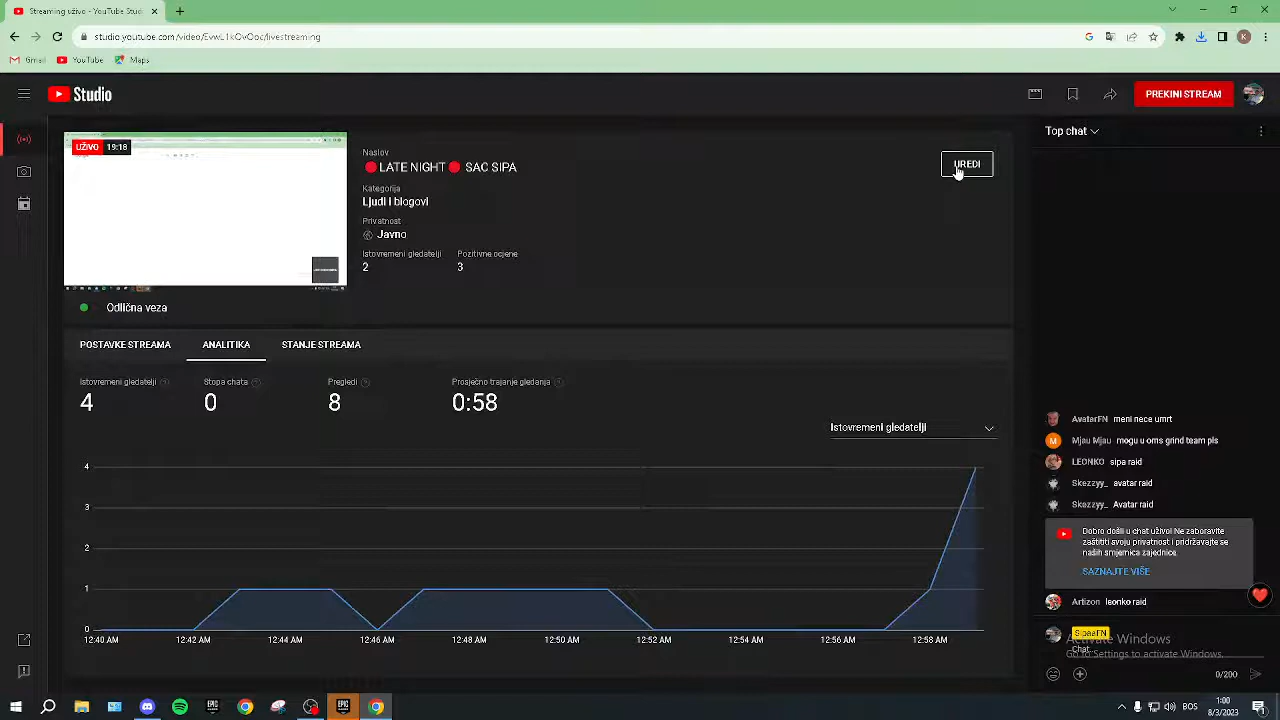 Streaming uživo - YouTube Studi
studio.youtube.com/video/EvwL1kOvOoc/livestreaming
Gmail YouTube Maps
Studio
PREKINI STREAM
UŽIVO 19:18
Naslov
LATE NIGHT SAC SIPA
Kategorija
Ljudi i blogovi
Privatnost
Javno
Istovremeni gledatelji Pozitivne ocjene
2 3
UREDI
Odlična veza
POSTAVKE STREAMA ANALITIKA STANJE STREAMA
Istovremeni gledatelji Stopa chata Pregledi Prosječno trajanje gledanja
4 0 8 0:58
Istovremeni gledatelji
4
3
2
1
0
12:40 AM 12:42 AM 12:44 AM 12:46 AM 12:48 AM 12:50 AM 12:52 AM 12:54 AM 12:56 AM 12:58 AM
Top chat
AvatarFN meni nece umrt
Mjau Mjau mogu u oms grind team pls
LEONKO sipa raid
Skezzyy_ avatar raid
Skezzyy_ Avatar raid
Dobro došli u chat uživo! Ne zaboravite
zaštititi svoju privatnost i pridržavajte se
naših smjernica zajednice.
SAZNAJTE VIŠE
Artizon leonko raid
SipaaFN
Chat...
Activate Windows
Go to Settings to activate Windows.
0/200
EPIC EPIC
BOS
1:00
8/3/2023